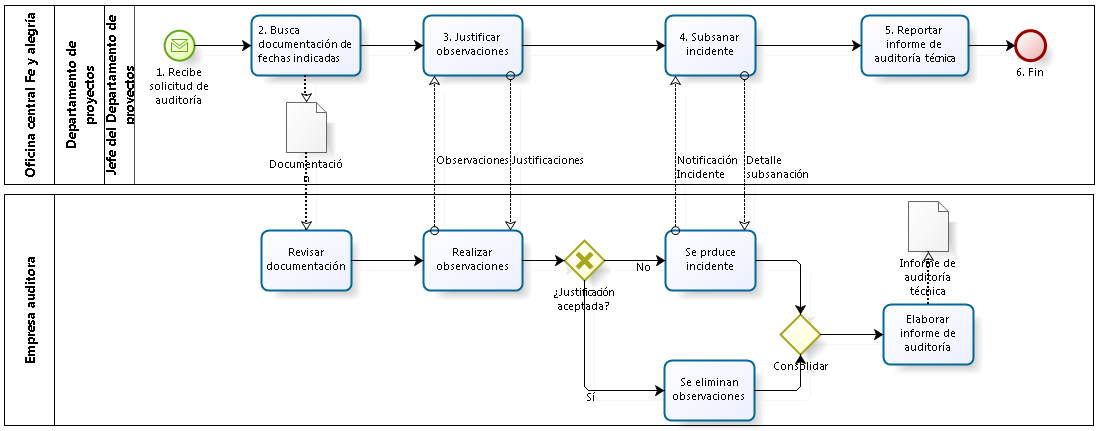 Oficina central Fe y alegría
Departamento de
proyectos
Jefe del Departamento de
proyectos
1. Recibe
solicitud de
auditoría
2. Busca
documentación de
fechas indicadas
3. Justificar
observaciones
4. Subsanar
incidente
5. Reportar
informe de
auditoría técnica
6. Fin
Documentació
n
Observaciones
Justificaciones
Notificación
Incidente
Detalle
subsanación
Empresa auditora
Revisar
documentación
Realizar
observaciones
¿Justificación
aceptada?
No
Sí
Se prduce
incidente
Se eliminan
observaciones
Consolidar
Elaborar
informe de
auditoría
Informe de
auditoría
técnica